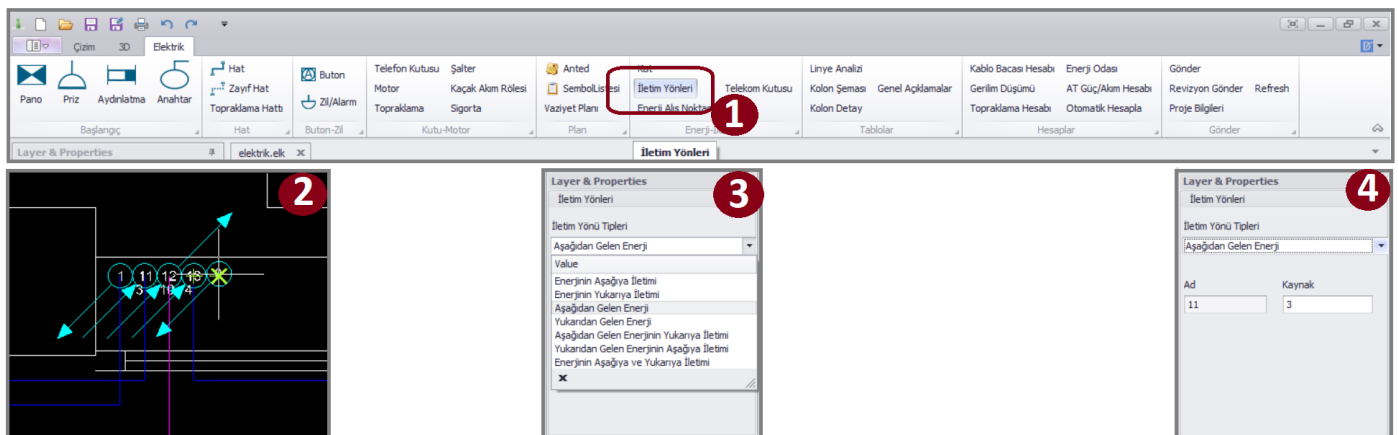 Çizim 3D Elektrik
Hat Buton Telefon Kutusu Şalter Anted Kat Linye Analizi Kablo Bacası Hesabı Enerji Odası Gönder
Zayıf Hat Motor Kaçak Akım Rölesi SembolListesi İletim Yönleri Telekom Kutusu Kolon Şeması Genel Açıklamalar Gerilim Düşümü AT Güç/Akım Hesabı Revizyon Gönder Refresh
Pano Priz Aydınlatma Anahtar Topraklama Hattı Zil/Alarm Topraklama Sigorta Vaziyet Planı Enerji Alış Noktası Kolon Detay Topraklama Hesabı Otomatik Hesapla Proje Bilgileri
1
Başlangıç Hat Buton-Zil Kutu-Motor Plan Tablolar Hesaplar Gönder
Layer & Properties elektrik.elk İletim Yönleri
2
1 11 12
3 4
3
Layer & Properties
İletim Yönleri
İletim Yönü Tipleri
Aşağıdan Gelen Enerji
Value
Enerjinin Aşağıya İletimi
Enerjinin Yukarıya İletimi
Aşağıdan Gelen Enerji
Yukarıdan Gelen Enerji
Aşağıdan Gelen Enerjinin Yukarıya İletimi
Yukarıdan Gelen Enerjinin Aşağıya İletimi
Enerjinin Aşağıya ve Yukarıya İletimi
4
Layer & Properties
İletim Yönleri
İletim Yönü Tipleri
Aşağıdan Gelen Enerji
Ad Kaynak
11 3